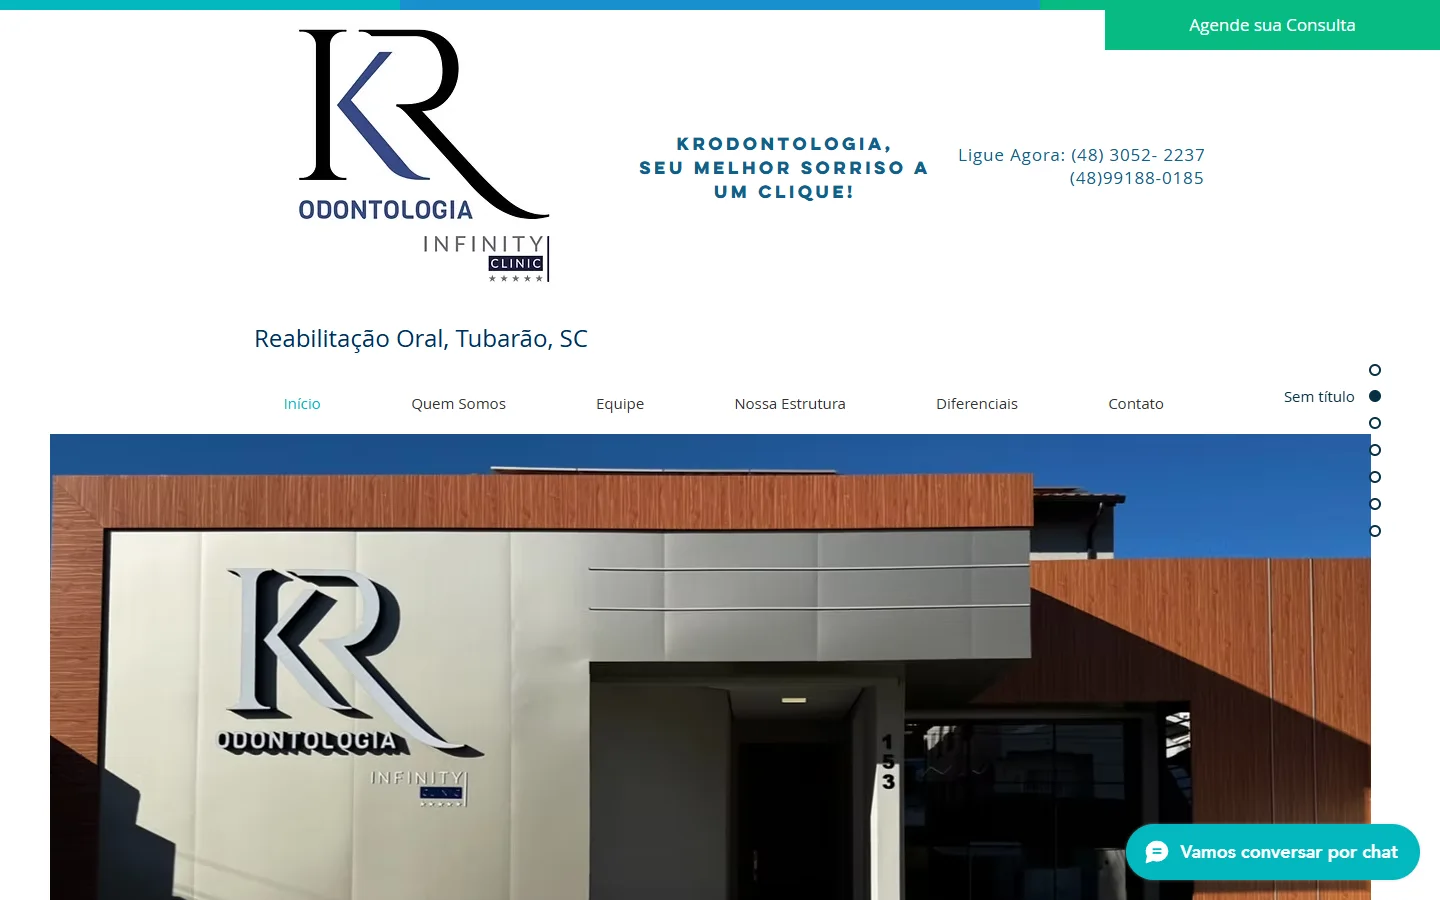 Agende sua Consulta
KR
ODONTOLOGIA
INFINITY
CLINIC
KRODONTOLOGIA,
SEU MELHOR SORRISO A
UM CLIQUE!
Ligue Agora: (48) 3052- 2237
(48)99188-0185
Reabilitação Oral, Tubarão, SC
Início
Quem Somos
Equipe
Nossa Estrutura
Diferenciais
Contato
Sem título
KR
ODONTOLOGIA
INFINITY
153
Vamos conversar por chat